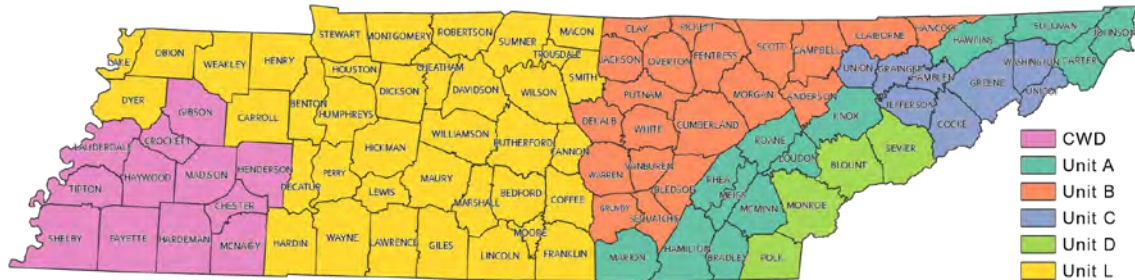 STEWART
MONTGOMERY
ROBERTSON
SUMNER
MACON
TROUSDALE
CLAY
PICKETT
SCOTT
CAMPBELL
CLAIBORNE
HANCOCK
HAWKINS
SULLIVAN
JOHNSON
CARTER
LAKE
OBION
WEAKLEY
HENRY
HOUSTON
CHEATHAM
SMITH
JACKSON
OVERTON
FENTRESS
UNION
GRAINGER
HAMBLEN
GREENE
WASHINGTON
UNICOI
DYER
GIBSON
CARROLL
BENTON
HUMPHREYS
DICKSON
DAVIDSON
WILSON
PUTNAM
MORGAN
ANDERSON
KNOX
JEFFERSON
COCKE
LAUDERDALE
CROCKETT
HICKMAN
WILLIAMSON
RUTHERFORD
CANNON
DEKALB
WHITE
CUMBERLAND
ROANE
LOUDON
BLOUNT
SEVIER
TIPTON
HAYWOOD
MADISON
HENDERSON
DECATUR
PERRY
LEWIS
MAURY
MARSHALL
BEDFORD
COFFEE
WARREN
VANBUREN
BLEDSOE
RHEA
MEIGS
MCMINN
MONROE
SHELBY
FAYETTE
HARDEMAN
CHESTER
MCNAIRY
HARDIN
WAYNE
LAWRENCE
GILES
LINCOLN
MOORE
FRANKLIN
GRUNDY
SEQUATCHIE
MARION
HAMILTON
BRADLEY
POLK
CWD
Unit A
Unit B
Unit C
Unit D
Unit L